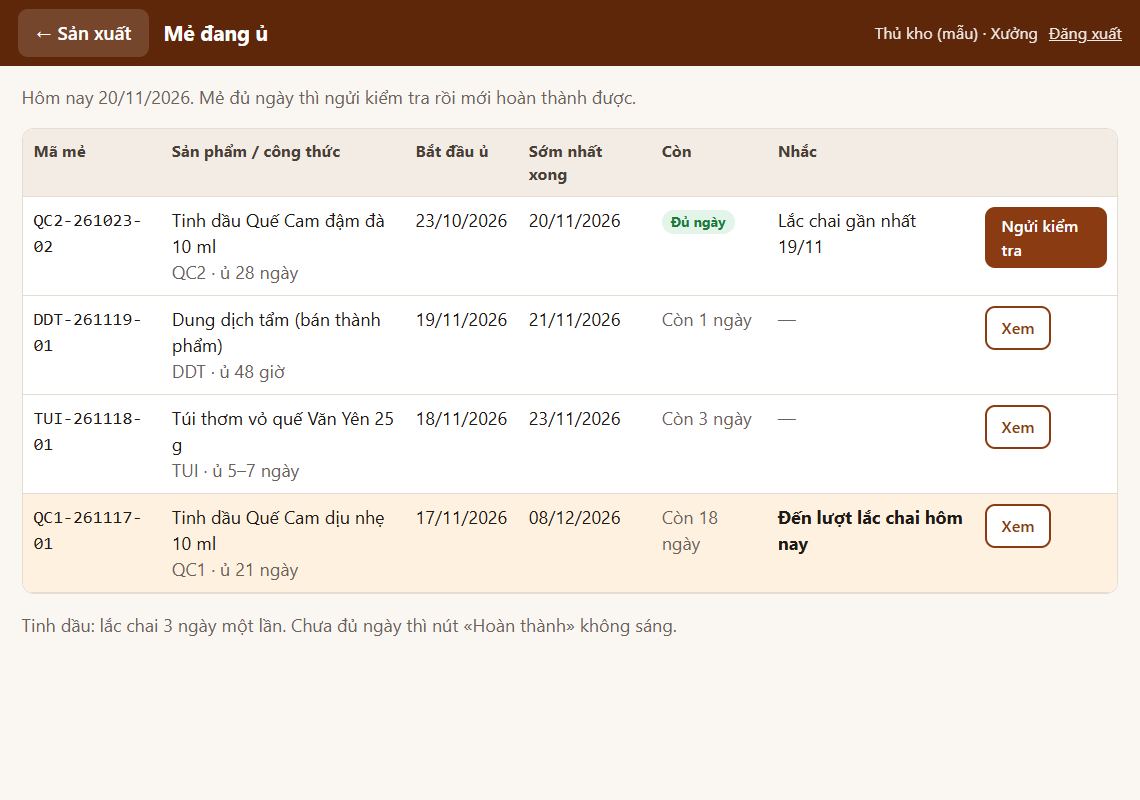 ← Sản xuất
Mẻ đang ủ
Thủ kho (mẫu) · Xưởng
Đăng xuất
Hôm nay 20/11/2026. Mẻ đủ ngày thì ngửi kiểm tra rồi mới hoàn thành được.
Mã mẻ
Sản phẩm / công thức
Bắt đầu ủ
Sớm nhất
xong
Còn
Nhắc
QC2-261023-
02
Tinh dầu Quế Cam đậm đà
10 ml
QC2 · ủ 28 ngày
23/10/2026
20/11/2026
Đủ ngày
Lắc chai gần nhất
19/11
Ngửi kiểm
tra
DDT-261119-
01
Dung dịch tẩm (bán thành
phẩm)
DDT · ủ 48 giờ
19/11/2026
21/11/2026
Còn 1 ngày
—
Xem
TUI-261118-
01
Túi thơm vỏ quế Văn Yên 25
g
TUI · ủ 5–7 ngày
18/11/2026
23/11/2026
Còn 3 ngày
—
Xem
QC1-261117-
01
Tinh dầu Quế Cam dịu nhẹ
10 ml
QC1 · ủ 21 ngày
17/11/2026
08/12/2026
Còn 18
ngày
Đến lượt lắc chai hôm
nay
Xem
Tinh dầu: lắc chai 3 ngày một lần. Chưa đủ ngày thì nút «Hoàn thành» không sáng.